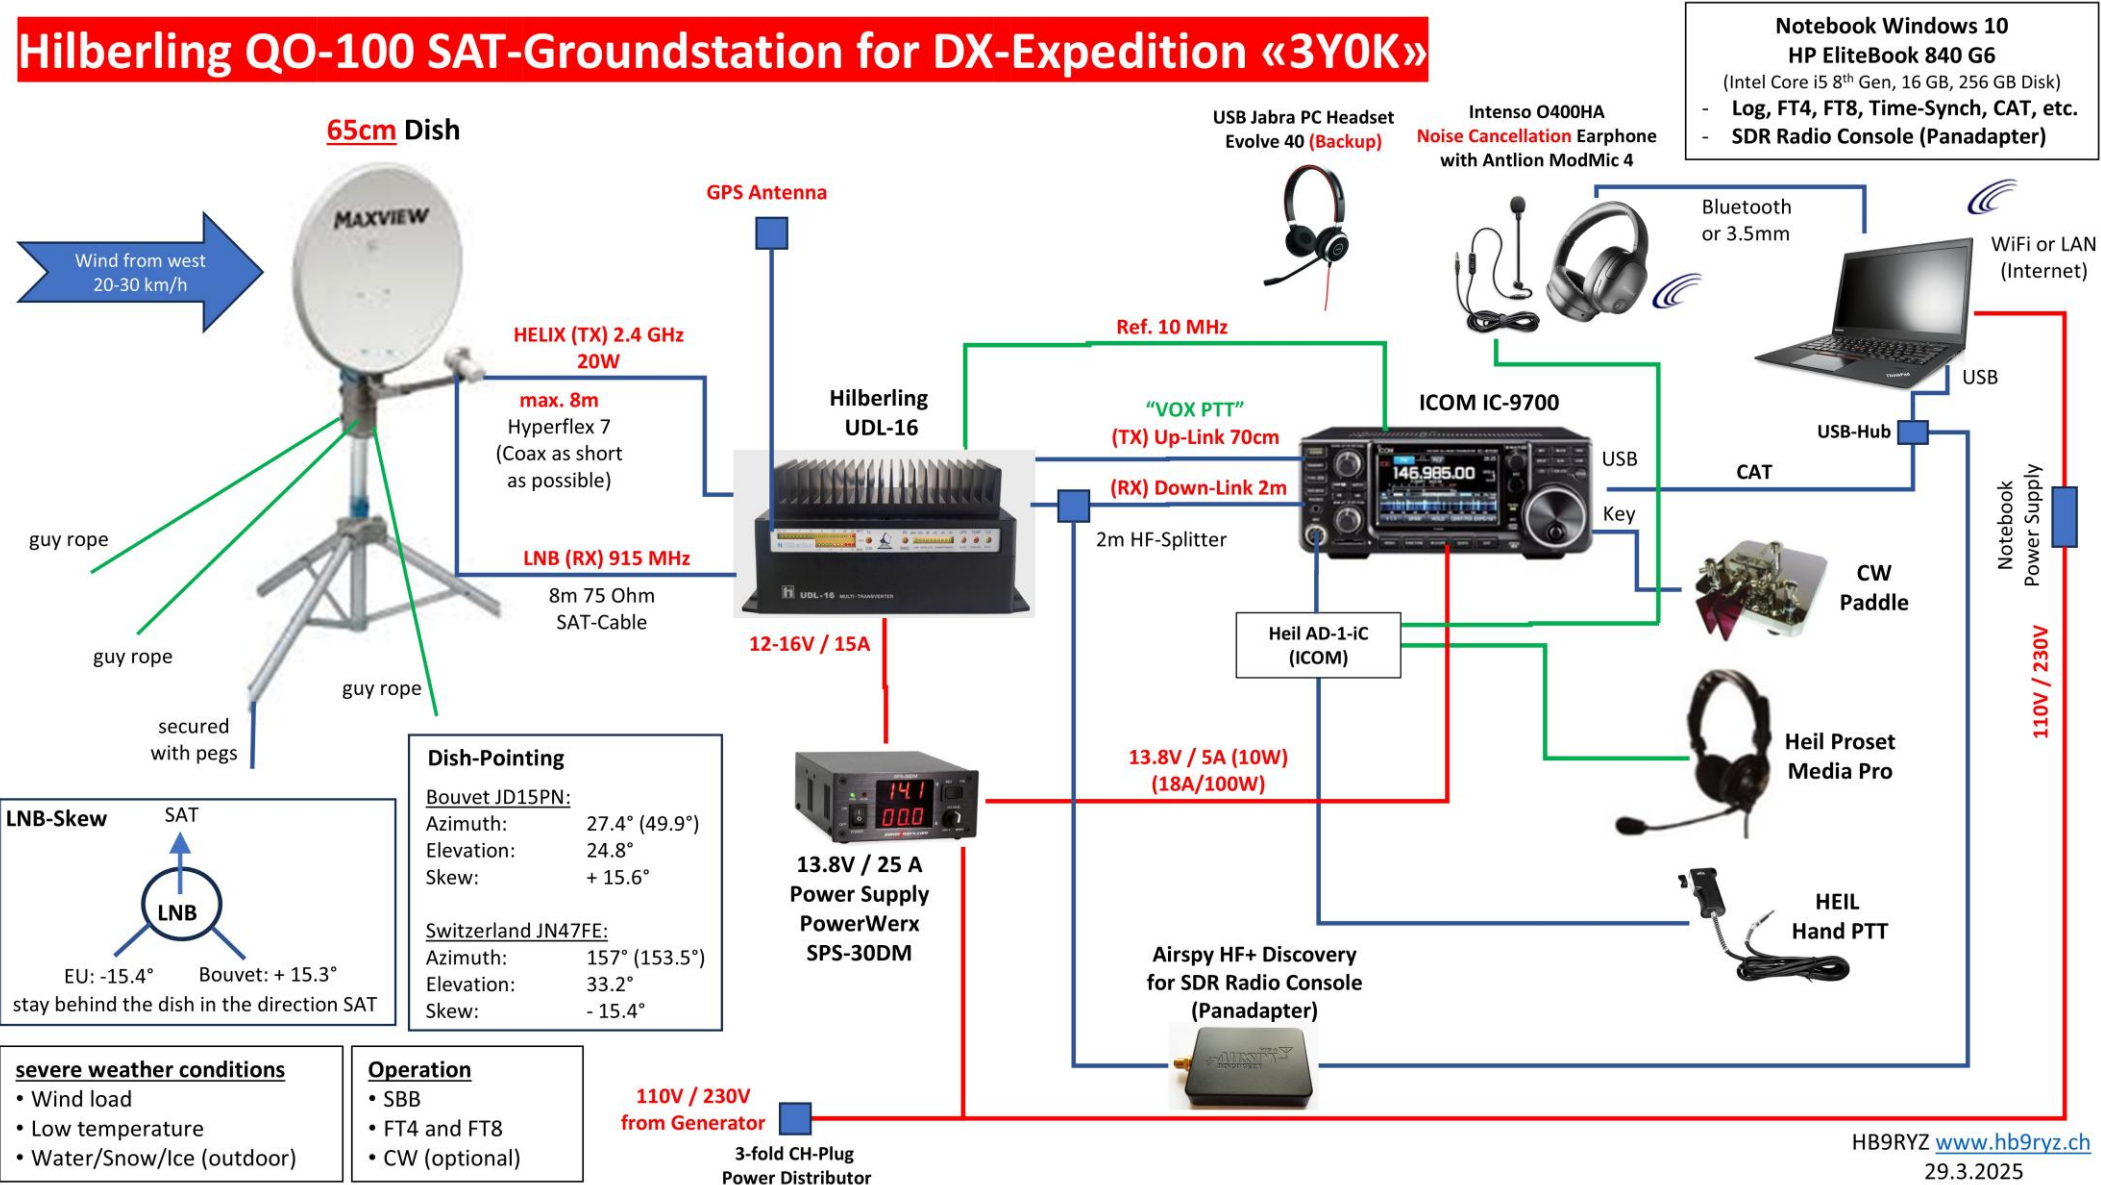 Hilberling QO-100 SAT-Groundstation for DX-Expedition «3Y0K»
Notebook Windows 10
HP EliteBook 840 G6
(Intel Core i5 8th Gen, 16 GB, 256 GB Disk)
- Log, FT4, FT8, Time-Synch, CAT, etc.
- SDR Radio Console (Panadapter)
65cm Dish
MAXVIEW
Wind from west
20-30 km/h
GPS Antenna
USB Jabra PC Headset
Evolve 40 (Backup)
Intenso O400HA
Noise Cancellation Earphone
with Antlion ModMic 4
Bluetooth
or 3.5mm
WiFi or LAN
(Internet)
HELIX (TX) 2.4 GHz
20W
max. 8m
Hyperflex 7
(Coax as short
as possible)
LNB (RX) 915 MHz
8m 75 Ohm
SAT-Cable
guy rope
guy rope
guy rope
secured
with pegs
Hilberling
UDL-16
h UDL-16 MULTI-TRANSVERTER
12-16V / 15A
Ref. 10 MHz
"VOX PTT"
(TX) Up-Link 70cm
(RX) Down-Link 2m
2m HF-Splitter
ICOM IC-9700
ICOM
146.985.00
USB
Key
CAT
USB-Hub
USB
ThinkPad
Notebook
Power Supply
110V / 230V
CW
Paddle
Heil AD-1-iC
(ICOM)
Heil Proset
Media Pro
HEIL
Hand PTT
13.8V / 5A (10W)
(18A/100W)
SPS-30DM
14.1
00.0
13.8V / 25 A
Power Supply
PowerWerx
SPS-30DM
Airspy HF+ Discovery
for SDR Radio Console
(Panadapter)
AIRSPY
Dish-Pointing
Bouvet JD15PN:
Azimuth: 27.4° (49.9°)
Elevation: 24.8°
Skew: + 15.6°
Switzerland JN47FE:
Azimuth: 157° (153.5°)
Elevation: 33.2°
Skew: - 15.4°
LNB-Skew
SAT
LNB
EU: -15.4°
Bouvet: + 15.3°
stay behind the dish in the direction SAT
severe weather conditions
• Wind load
• Low temperature
• Water/Snow/Ice (outdoor)
Operation
• SBB
• FT4 and FT8
• CW (optional)
110V / 230V
from Generator
3-fold CH-Plug
Power Distributor
HB9RYZ www.hb9ryz.ch
29.3.2025